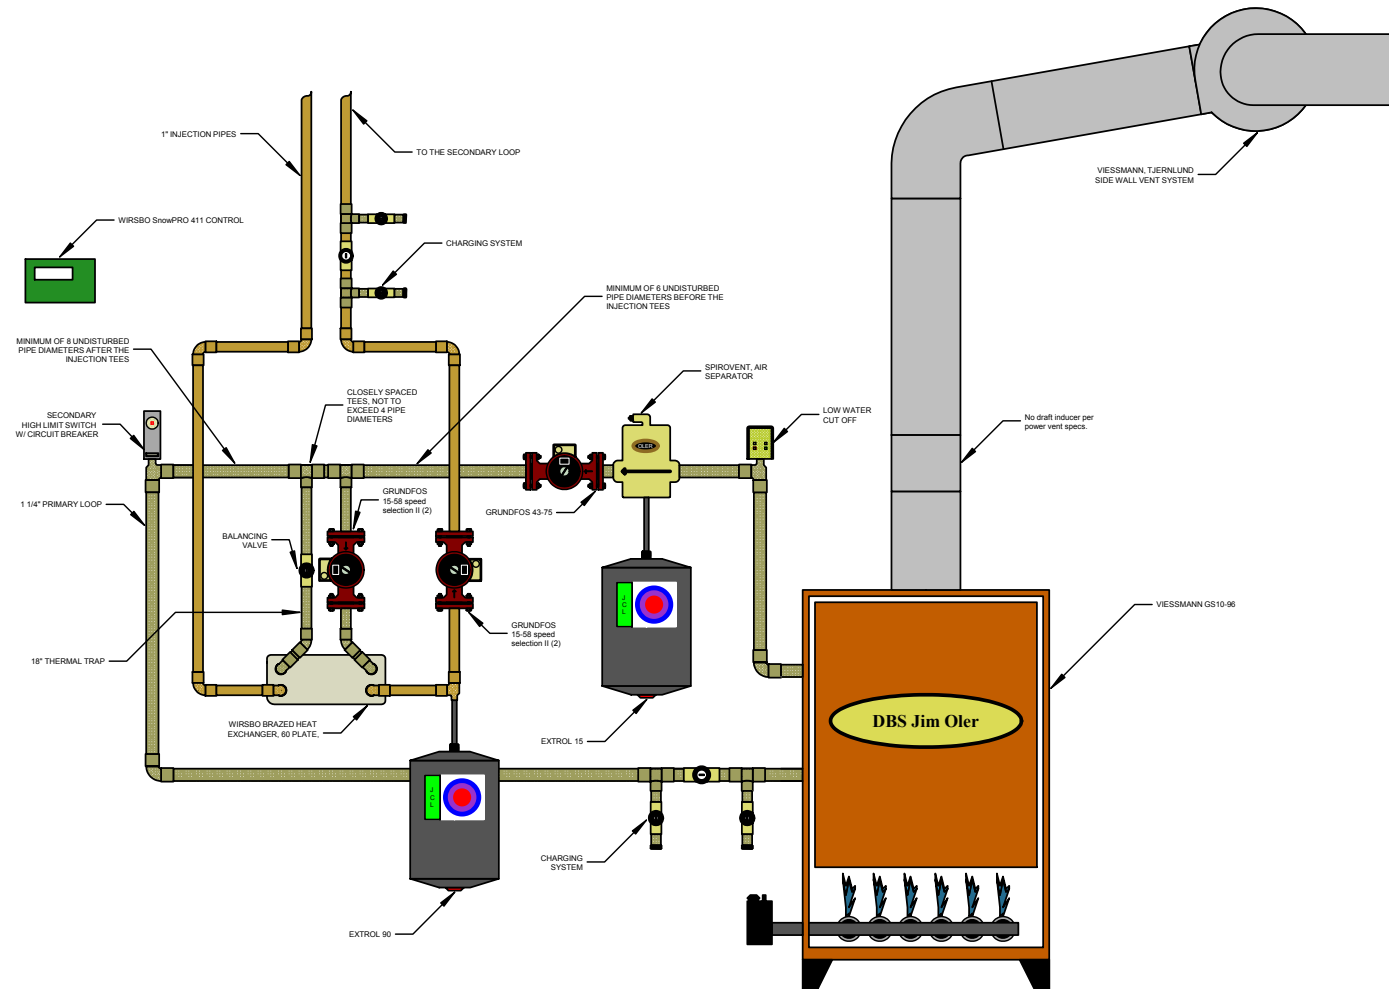 1" INJECTION PIPES
TO THE SECONDARY LOOP
VIESSMANN, TJERNLUND
SIDE WALL VENT SYSTEM
WIRSBO SnowPRO 411 CONTROL
CHARGING SYSTEM
MINIMUM OF 6 UNDISTURBED
PIPE DIAMETERS BEFORE THE
INJECTION TEES
MINIMUM OF 8 UNDISTURBED
PIPE DIAMETERS AFTER THE
INJECTION TEES
SPIROVENT, AIR
SEPARATOR
CLOSELY SPACED
TEES, NOT TO
EXCEED 4 PIPE
DIAMETERS
SECONDARY
HIGH LIMIT SWITCH
W/ CIRCUIT BREAKER
LOW WATER
CUT OFF
No draft inducer per
power vent specs.
OLER
1 1/4" PRIMARY LOOP
GRUNDFOS
15-58 speed
selection II (2)
GRUNDFOS 43-75
BALANCING
VALVE
JCL
VIESSMANN GS10-96
GRUNDFOS
15-58 speed
selection II (2)
18" THERMAL TRAP
DBS Jim Oler
WIRSBO BRAZED HEAT
EXCHANGER, 60 PLATE,
EXTROL 15
JCL
CHARGING
SYSTEM
EXTROL 90